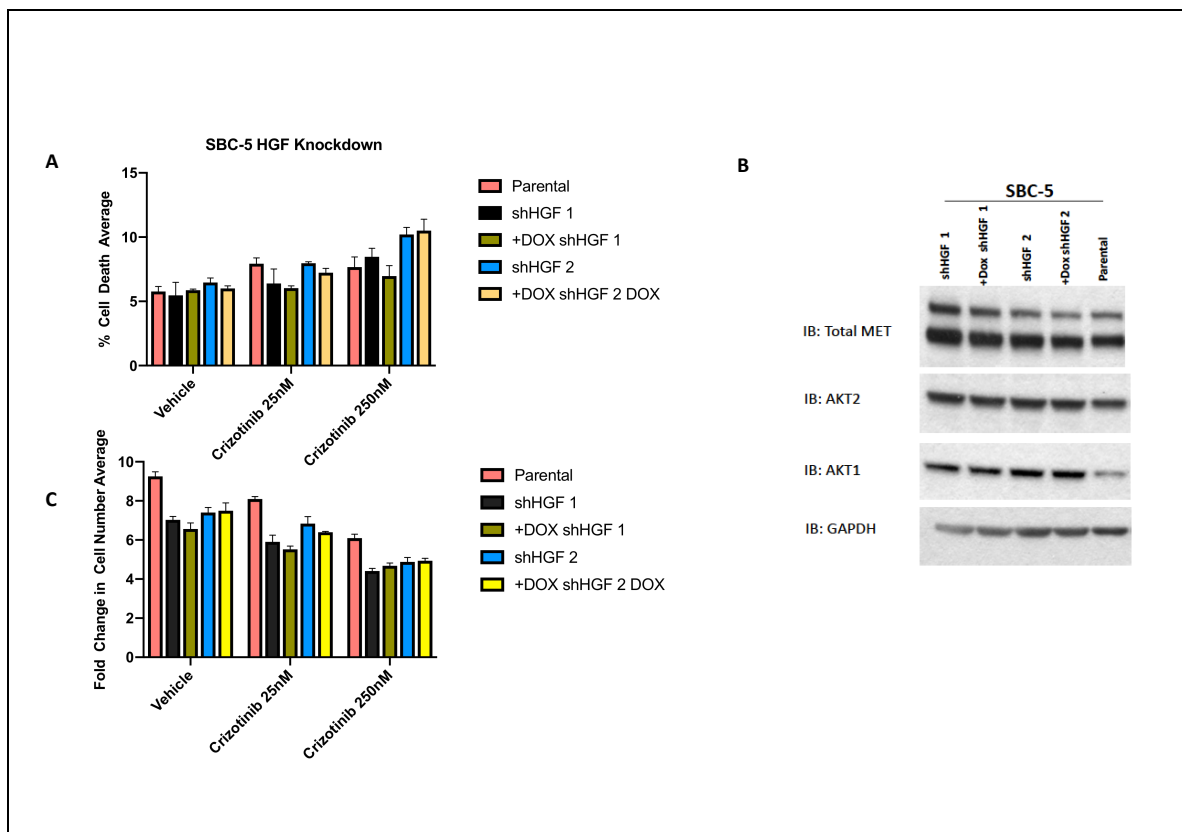 A
SBC-5 HGF Knockdown
% Cell Death Average
15
10
5
0
Vehicle
Crizotinib 25nM
Crizotinib 250nM
Parental
shHGF 1
+DOX shHGF 1
shHGF 2
+DOX shHGF 2 DOX
B
SBC-5
shHGF 1
+Dox shHGF 1
shHGF 2
+Dox shHGF 2
Parental
IB: Total MET
IB: AKT2
IB: AKT1
IB: GAPDH
C
Fold Change in Cell Number Average
10
8
6
4
2
0
Vehicle
Crizotinib 25nM
Crizotinib 250nM
Parental
shHGF 1
+DOX shHGF 1
shHGF 2
+DOX shHGF 2 DOX